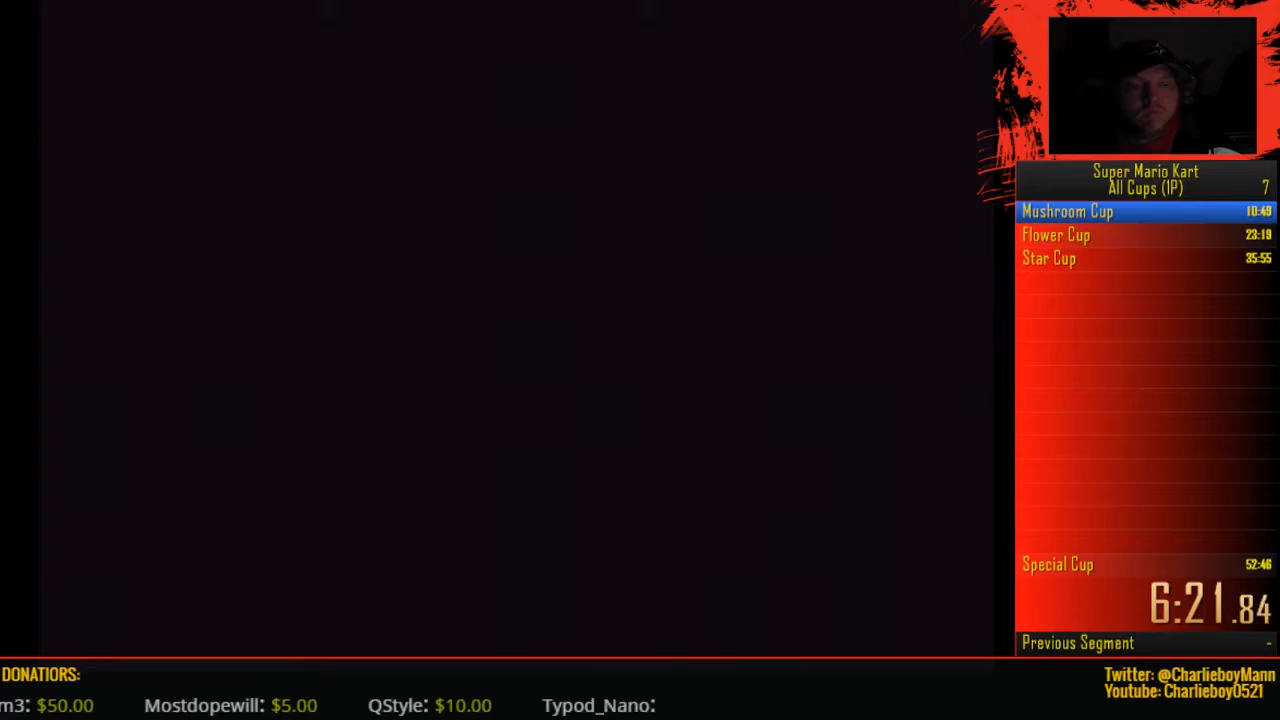 Super Mario Kart
All Cups (1P) 7
Mushroom Cup 10:49
Flower Cup 23:19
Star Cup 35:55
Special Cup 52:46
6:21.84
Previous Segment -
DONATIORS:
m3: $50.00 Mostdopewill: $5.00 QStyle: $10.00 Typod_Nano:
Twitter: @CharlieboyMann
Youtube: Charlieboy0521